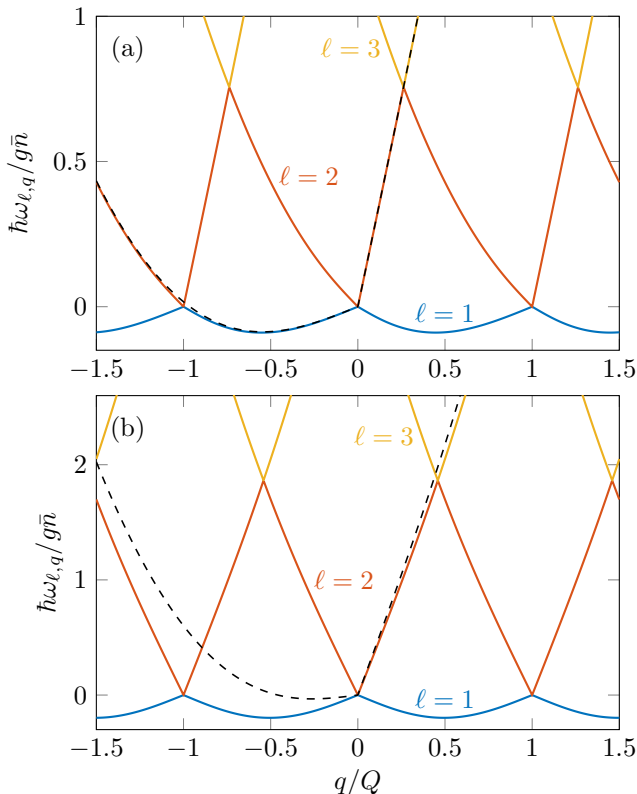 1
(a)
ℓ = 3
0.5
ℓ = 2
ħω_{ℓ,q}/gn̄
0
ℓ = 1
−1.5 −1 −0.5 0 0.5 1 1.5
(b)
ℓ = 3
2
ħω_{ℓ,q}/gn̄
1
ℓ = 2
0
ℓ = 1
−1.5 −1 −0.5 0 0.5 1 1.5
q/Q